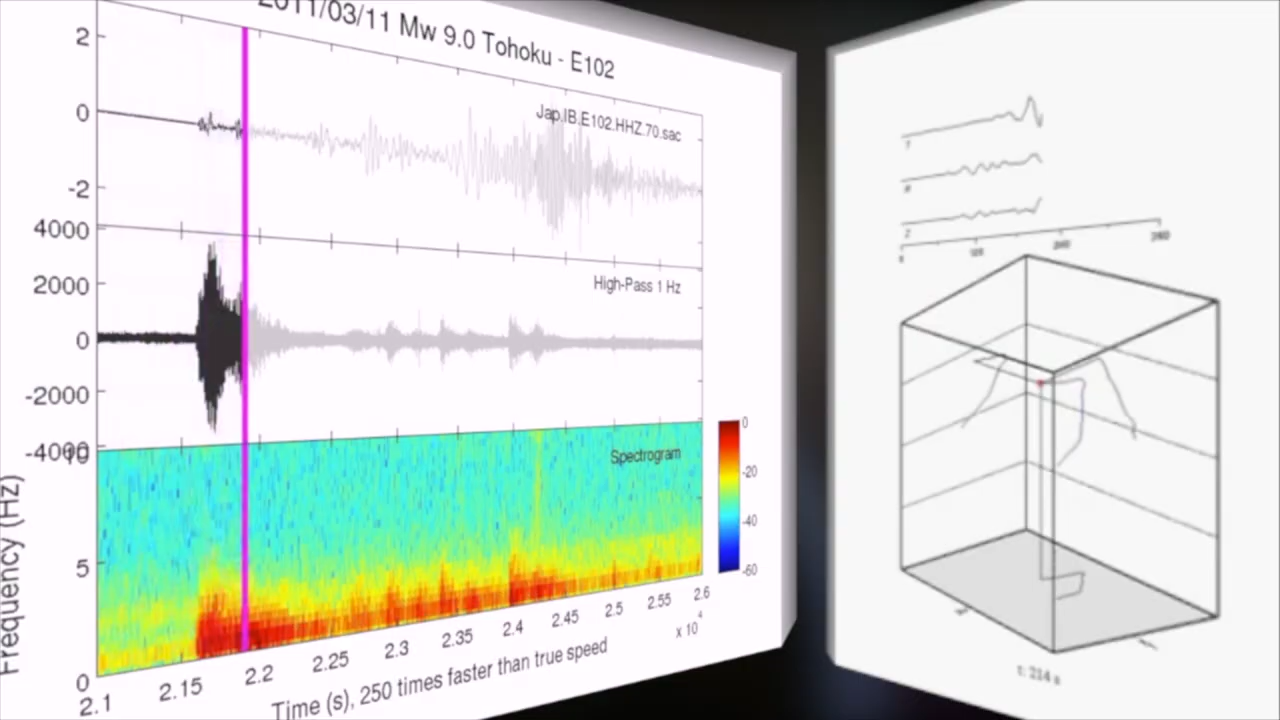 2011/03/11 Mw 9.0 Tohoku - E102
Jap.IB.E102.HHZ.70.sac
2
0
-2
High-Pass 1 Hz
4000
2000
0
-2000
-4000
Spectrogram
10
5
0
Frequency (Hz)
0
-20
-40
-60
2.1 2.15 2.2 2.25 2.3 2.35 2.4 2.45 2.5 2.55 2.6
x 10^4
Time (s), 250 times faster than true speed
T
R
Z
t: 214 s